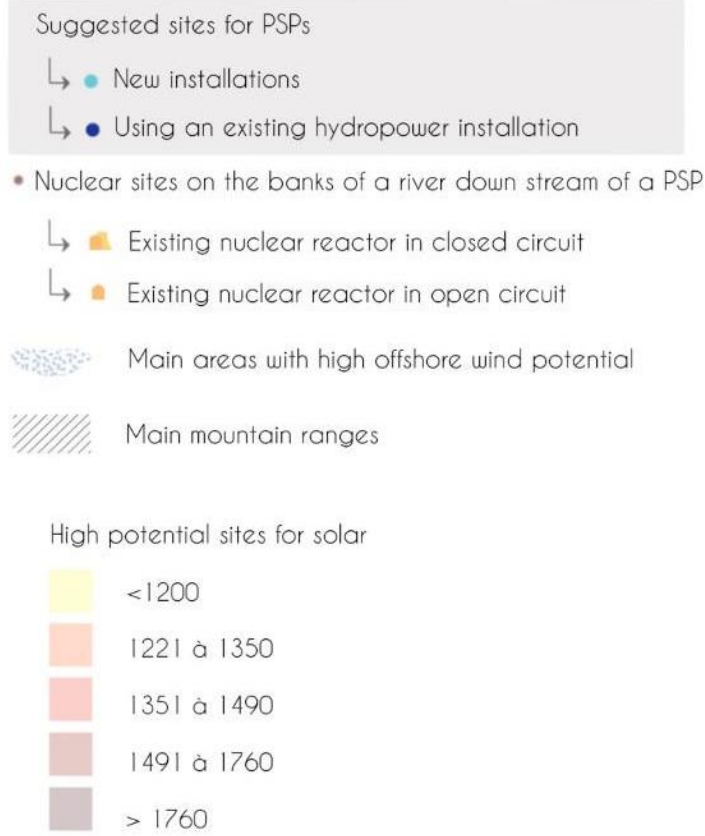 Suggested sites for PSPs
New installations
Using an existing hydropower installation
Nuclear sites on the banks of a river down stream of a PSP
Existing nuclear reactor in closed circuit
Existing nuclear reactor in open circuit
Main areas with high offshore wind potential
Main mountain ranges
High potential sites for solar
<1200
1221 à 1350
1351 à 1490
1491 à 1760
> 1760